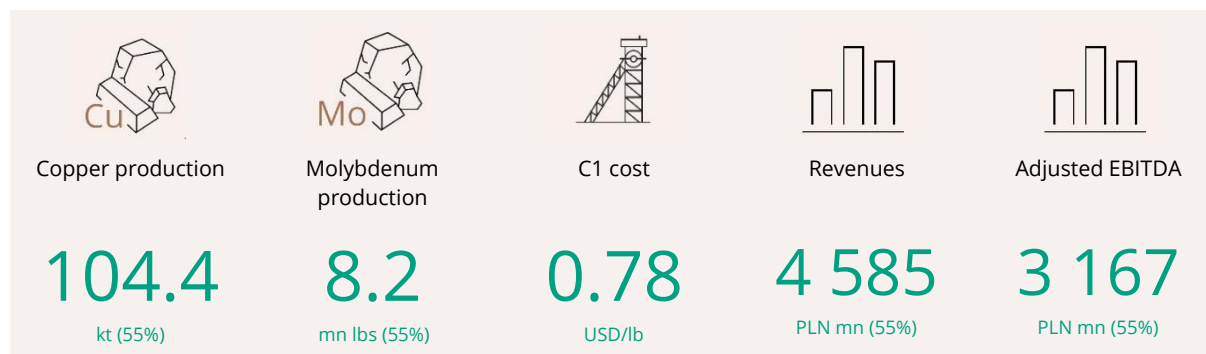 Cu
Mo
Copper production
Molybdenum
production
C1 cost
Revenues
Adjusted EBITDA
104.4
8.2
0.78
4 585
3 167
kt (55%)
mn lbs (55%)
USD/lb
PLN mn (55%)
PLN mn (55%)